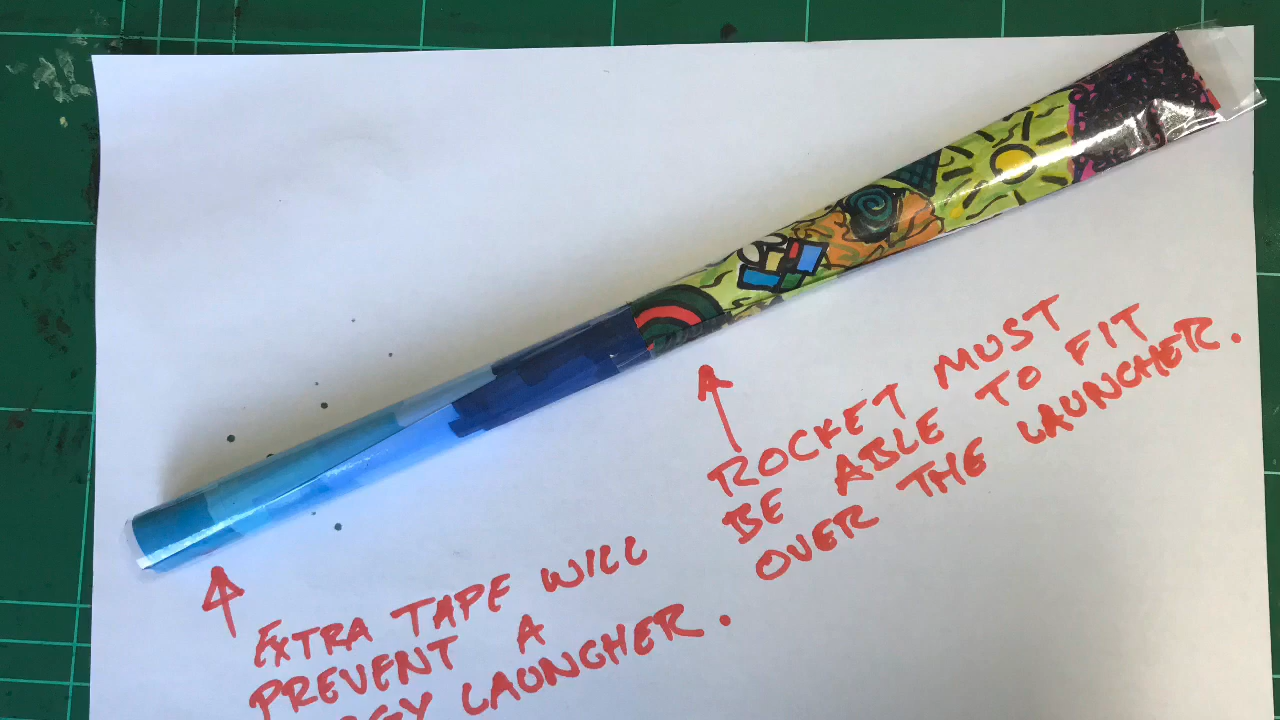 EXTRA TAPE WILL
PREVENT A
LAUNCHER.
ROCKET MUST
BE ABLE TO FIT
OVER THE LAUNCHER.